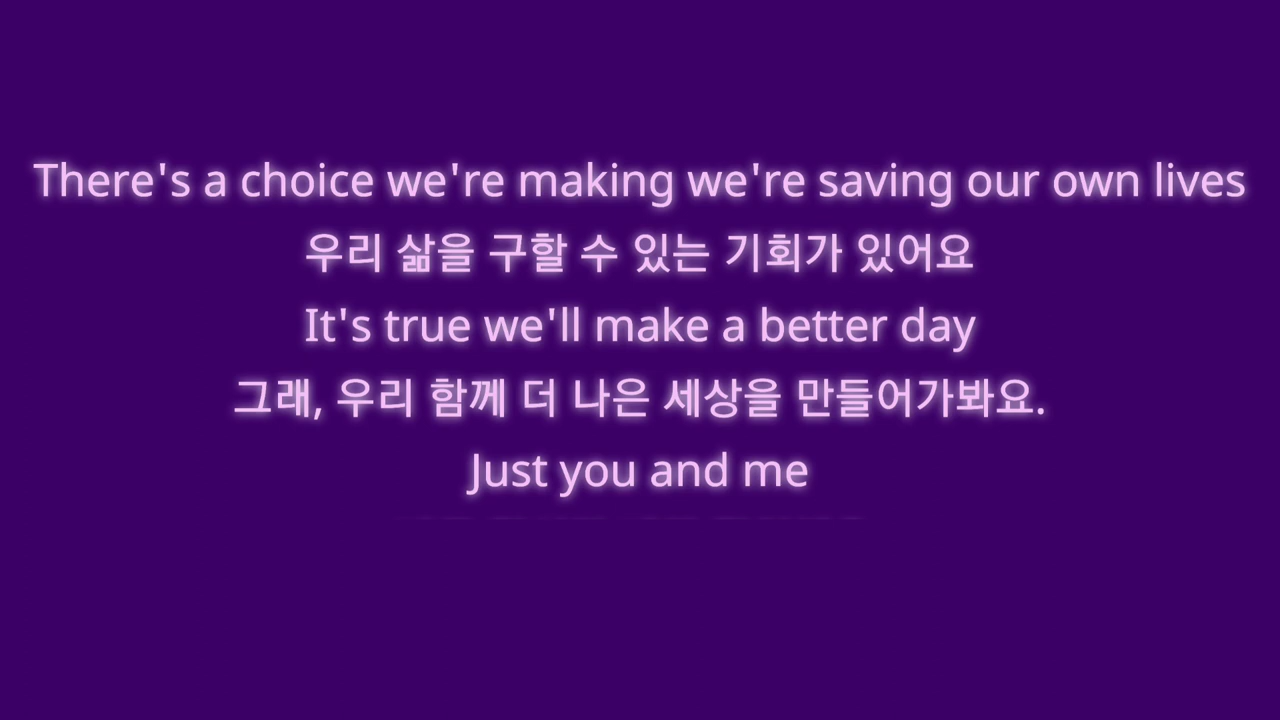 There's a choice we're making we're saving our own lives
우리 삶을 구할 수 있는 기회가 있어요
It's true we'll make a better day
그래, 우리 함께 더 나은 세상을 만들어가봐요.
Just you and me